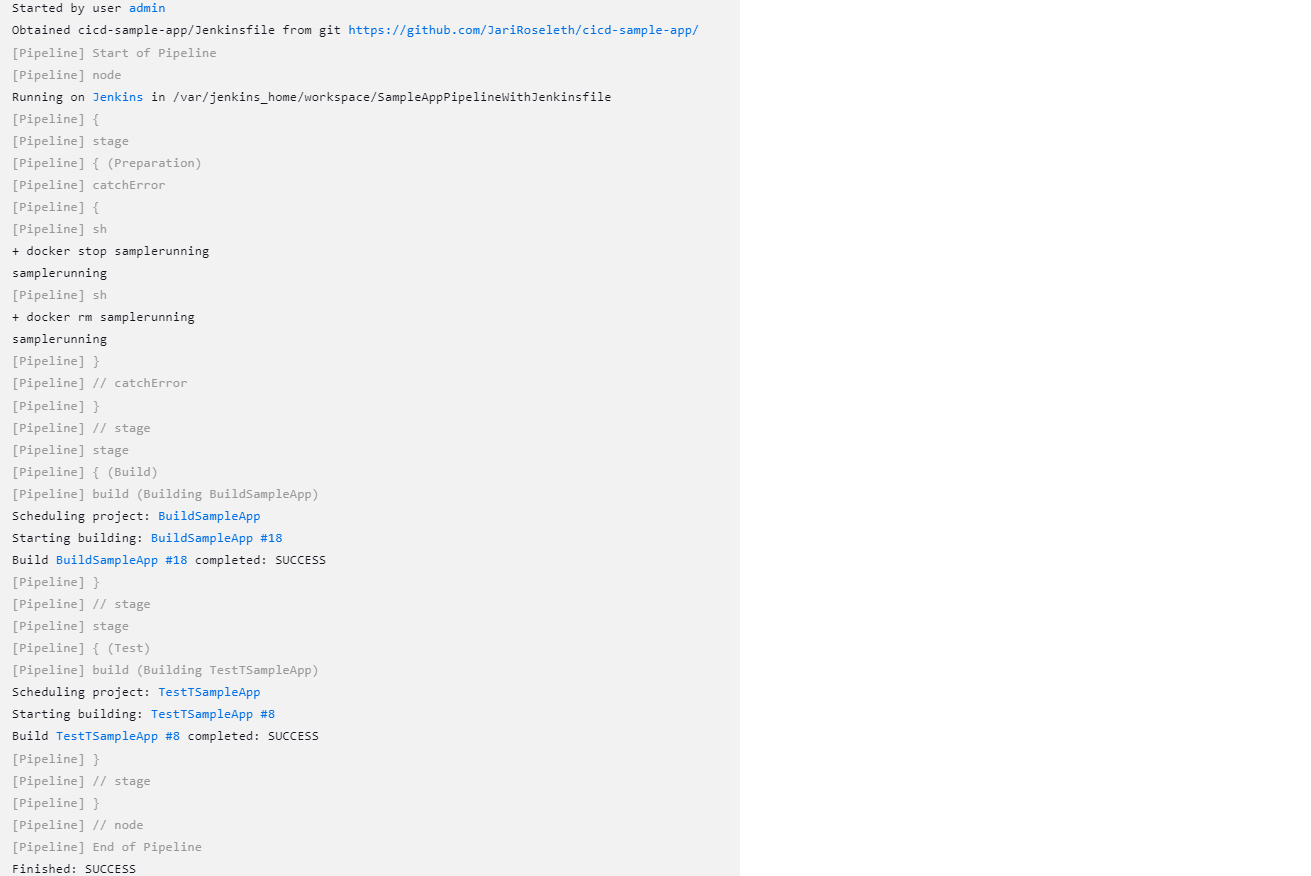 Started by user admin
Obtained cicd-sample-app/Jenkinsfile from git https://github.com/JariRoseleth/cicd-sample-app/
[Pipeline] Start of Pipeline
[Pipeline] node
Running on Jenkins in /var/jenkins_home/workspace/SampleAppPipelineWithJenkinsfile
[Pipeline] {
[Pipeline] stage
[Pipeline] { (Preparation)
[Pipeline] catchError
[Pipeline] {
[Pipeline] sh
+ docker stop samplerunning
samplerunning
[Pipeline] sh
+ docker rm samplerunning
samplerunning
[Pipeline] }
[Pipeline] // catchError
[Pipeline] }
[Pipeline] // stage
[Pipeline] stage
[Pipeline] { (Build)
[Pipeline] build (Building BuildSampleApp)
Scheduling project: BuildSampleApp
Starting building: BuildSampleApp #18
Build BuildSampleApp #18 completed: SUCCESS
[Pipeline] }
[Pipeline] // stage
[Pipeline] stage
[Pipeline] { (Test)
[Pipeline] build (Building TestTSampleApp)
Scheduling project: TestTSampleApp
Starting building: TestTSampleApp #8
Build TestTSampleApp #8 completed: SUCCESS
[Pipeline] }
[Pipeline] // stage
[Pipeline] }
[Pipeline] // node
[Pipeline] End of Pipeline
Finished: SUCCESS